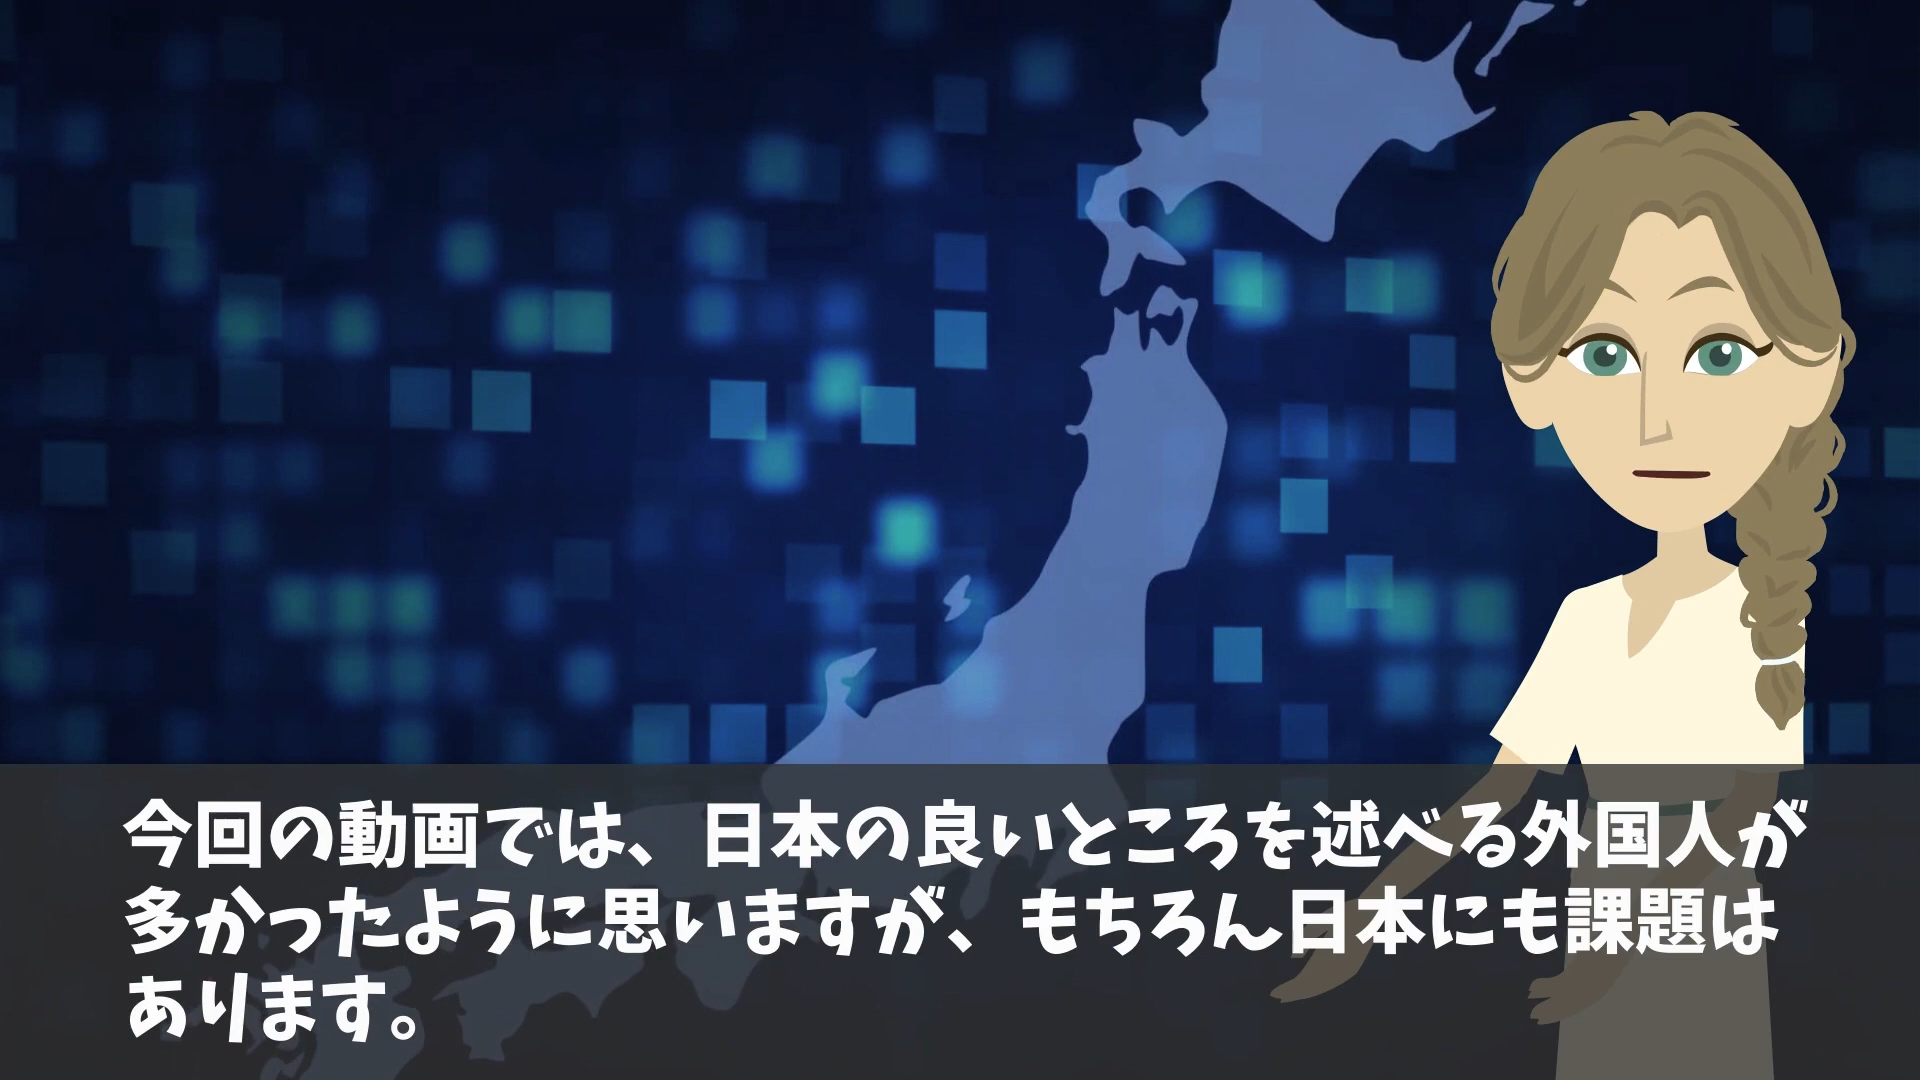 今回の動画では、日本の良いところを述べる外国人が
多かったように思いますが、もちろん日本にも課題は
あります。